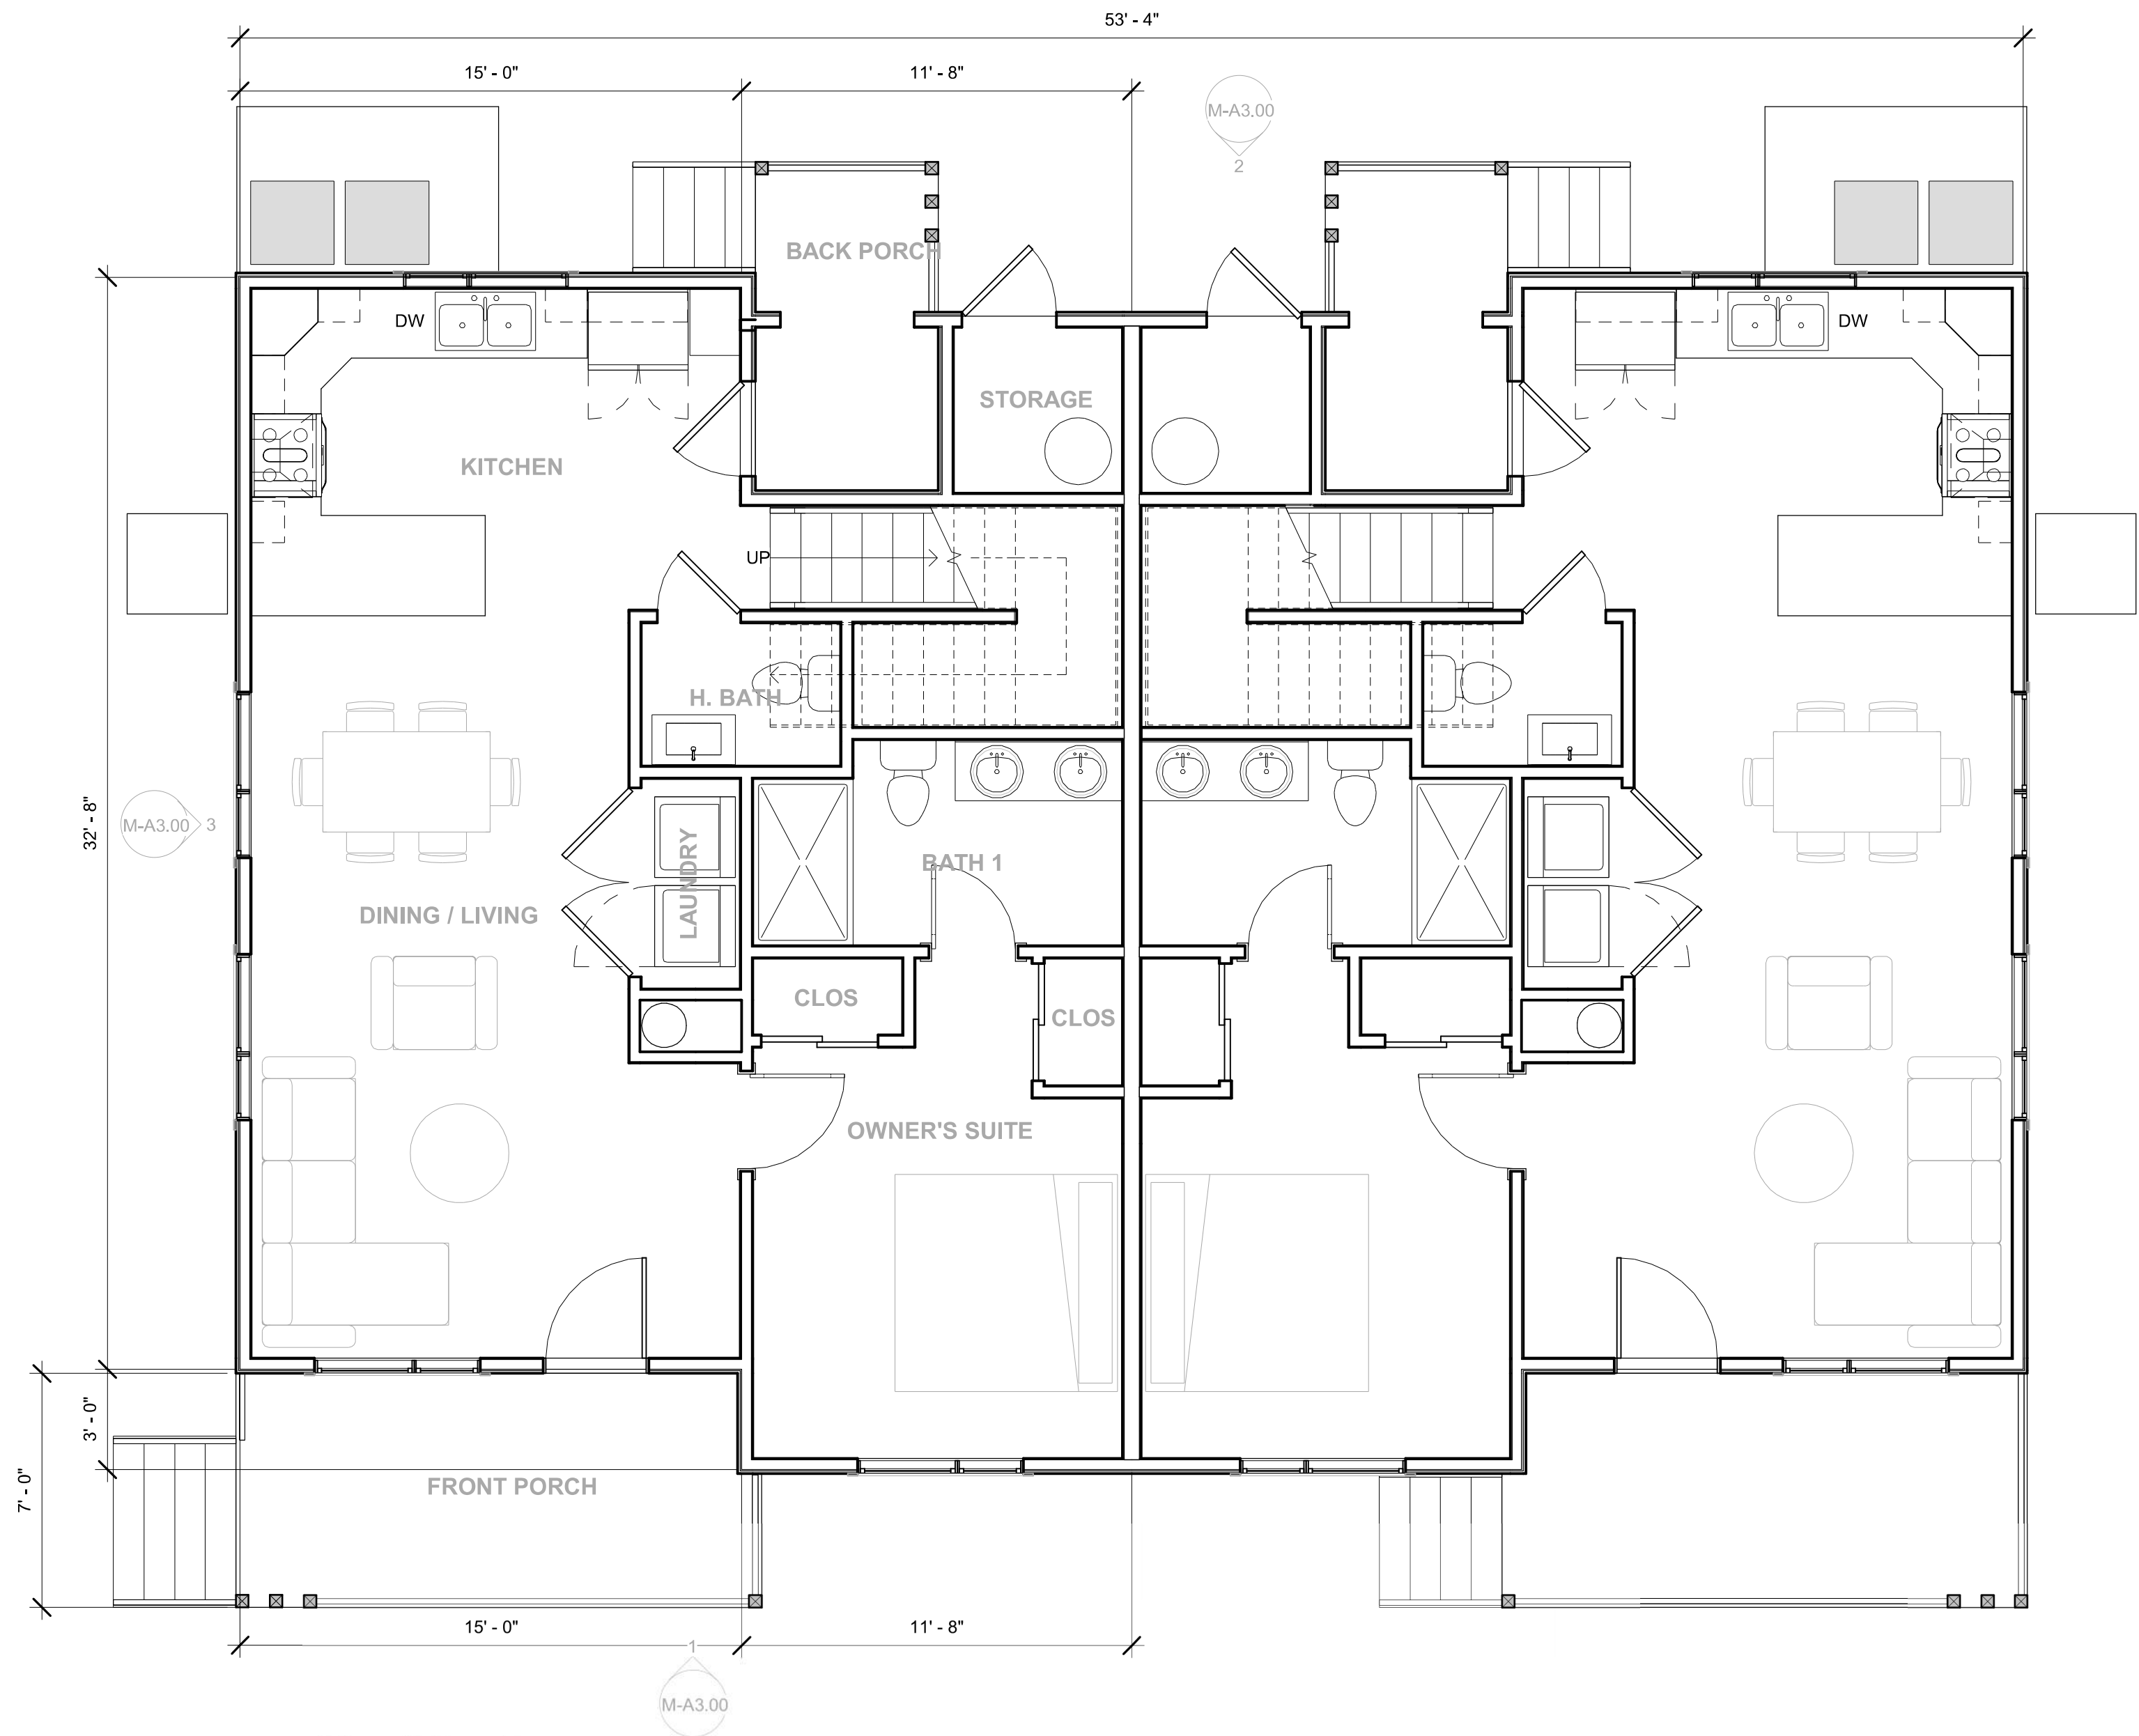 53' - 4"
15' - 0"
11' - 8"
M-A3.00
2
BACK PORCH
DW
DW
STORAGE
KITCHEN
UP
H. BATH
32' - 8"
M-A3.00 3
LAUNDRY
BATH 1
DINING / LIVING
CLOS
CLOS
OWNER'S SUITE
3' - 0"
7' - 0"
FRONT PORCH
15' - 0"
11' - 8"
1
M-A3.00